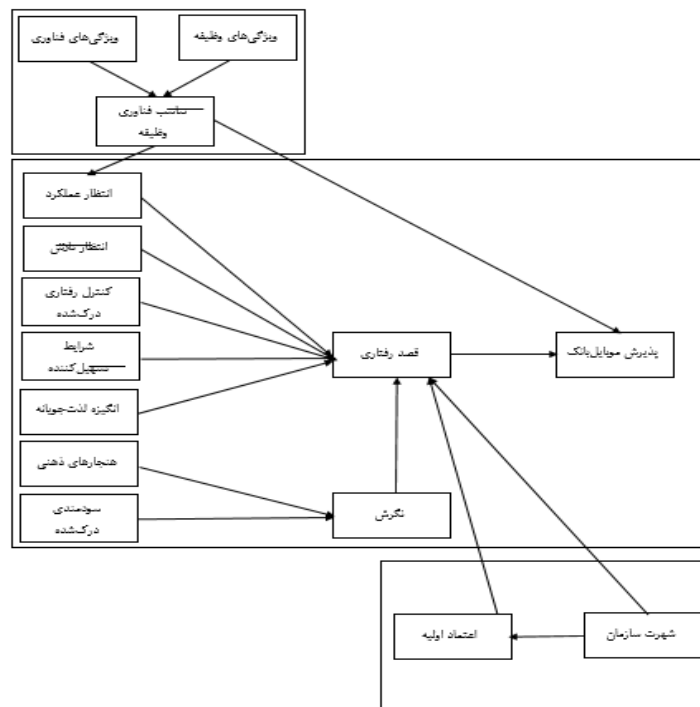 ویژگی‌های وظیفه
ویژگی‌های فناوری
تناسب فناوری
وظیفه
انتظار عملکرد
انتظار تلاش
کنترل رفتاری
درک‌شده
شرایط
تسهیل‌کننده
انگیزه لذت‌جویانه
هنجارهای ذهنی
سودمندی
درک‌شده
قصد رفتاری
پذیرش موبایل‌بانک
نگرش
شهرت سازمان
اعتماد اولیه